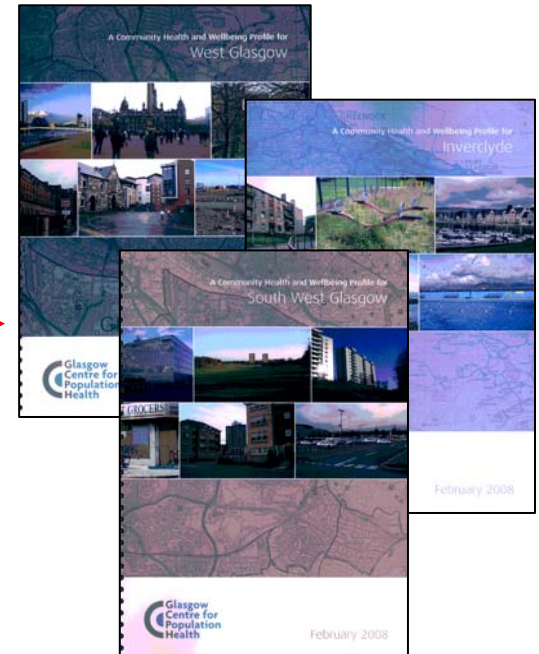 A Community Health and Wellbeing Profile for
West Glasgow
Glasgow
Centre for
Population
Health
GREENOCK
A Community Health and Wellbeing Profile for
Inverclyde
February 2008
A Community Health and Wellbeing Profile for
South West Glasgow
GROCERS
Glasgow
Centre for
Population
Health
February 2008